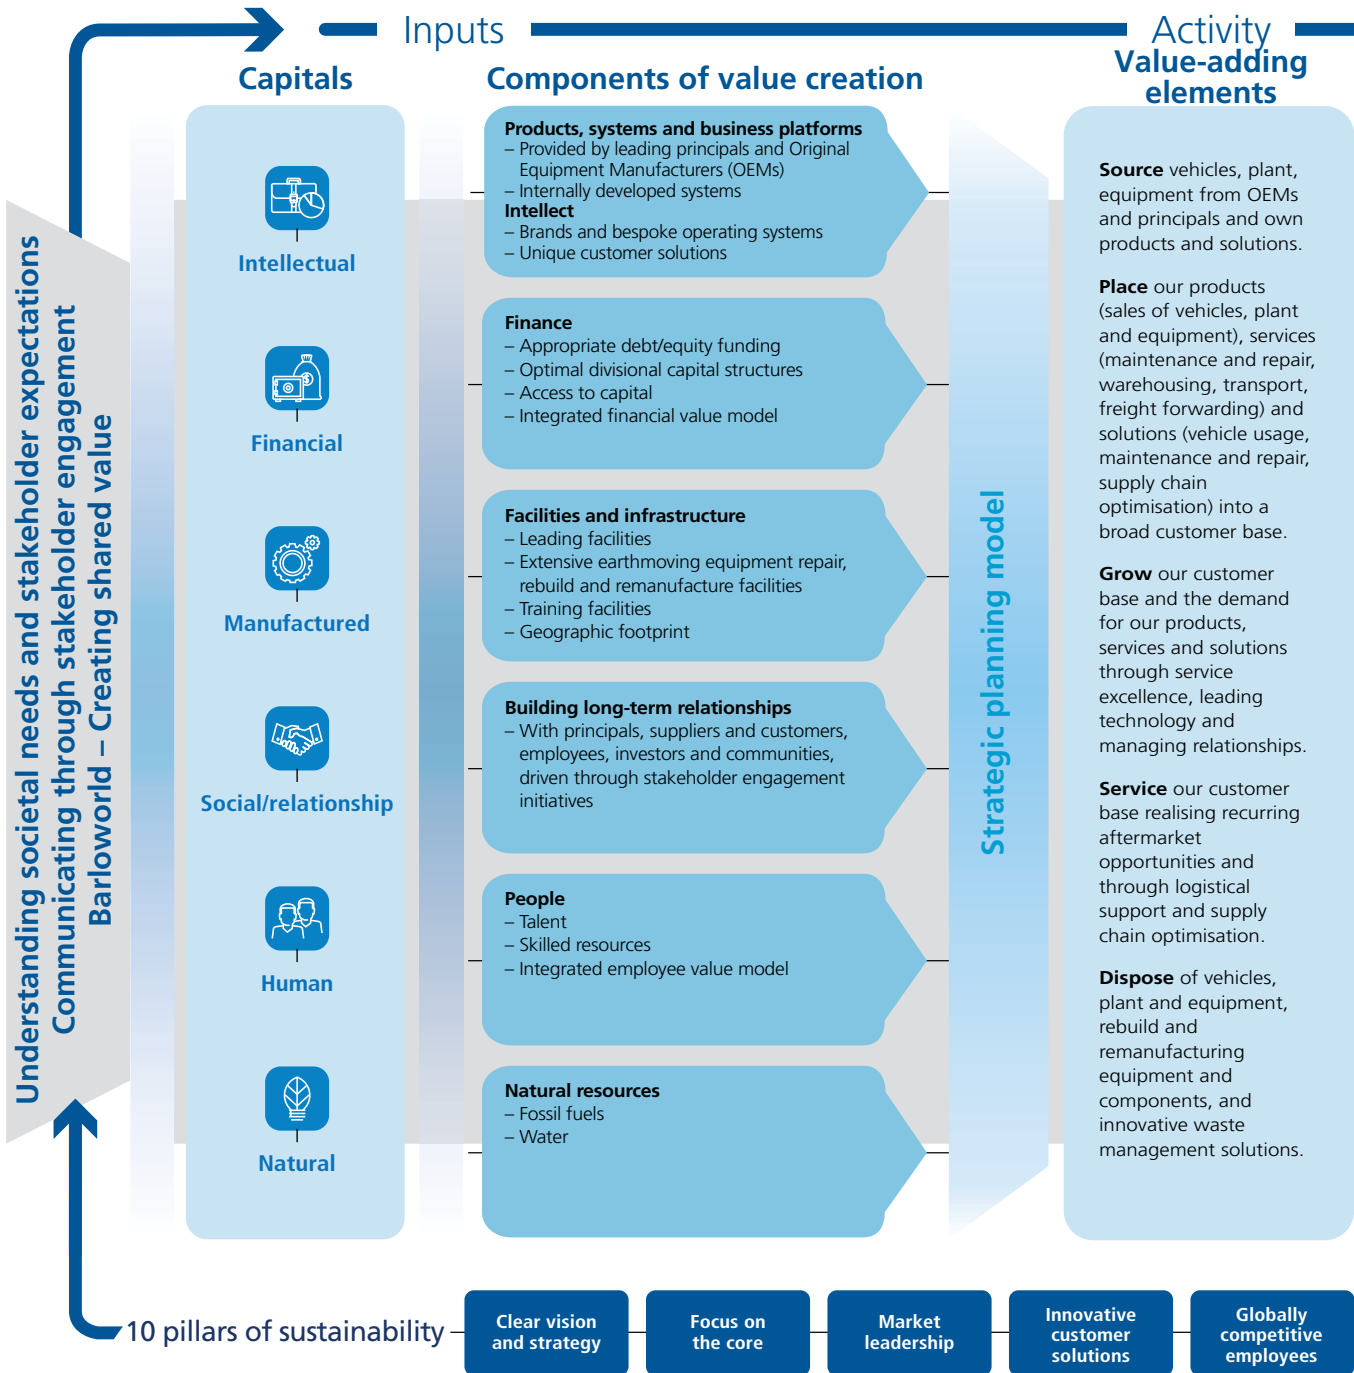 Inputs
Activity
Understanding societal needs and stakeholder expectations
Communicating through stakeholder engagement
Barloworld – Creating shared value
Capitals
Intellectual
Financial
Manufactured
Social/relationship
Human
Natural
Components of value creation
Products, systems and business platforms
– Provided by leading principals and Original
Equipment Manufacturers (OEMs)
– Internally developed systems
Intellect
– Brands and bespoke operating systems
– Unique customer solutions
Finance
– Appropriate debt/equity funding
– Optimal divisional capital structures
– Access to capital
– Integrated financial value model
Facilities and infrastructure
– Leading facilities
– Extensive earthmoving equipment repair,
rebuild and remanufacture facilities
– Training facilities
– Geographic footprint
Building long-term relationships
– With principals, suppliers and customers,
employees, investors and communities,
driven through stakeholder engagement
initiatives
People
– Talent
– Skilled resources
– Integrated employee value model
Natural resources
– Fossil fuels
– Water
Strategic planning model
Value-adding
elements
Source vehicles, plant,
equipment from OEMs
and principals and own
products and solutions.
Place our products
(sales of vehicles, plant
and equipment), services
(maintenance and repair,
warehousing, transport,
freight forwarding) and
solutions (vehicle usage,
maintenance and repair,
supply chain
optimisation) into a
broad customer base.
Grow our customer
base and the demand
for our products,
services and solutions
through service
excellence, leading
technology and
managing relationships.
Service our customer
base realising recurring
aftermarket
opportunities and
through logistical
support and supply
chain optimisation.
Dispose of vehicles,
plant and equipment,
rebuild and
remanufacturing
equipment and
components, and
innovative waste
management solutions.
10 pillars of sustainability
Clear vision
and strategy
Focus on
the core
Market
leadership
Innovative
customer
solutions
Globally
competitive
employees